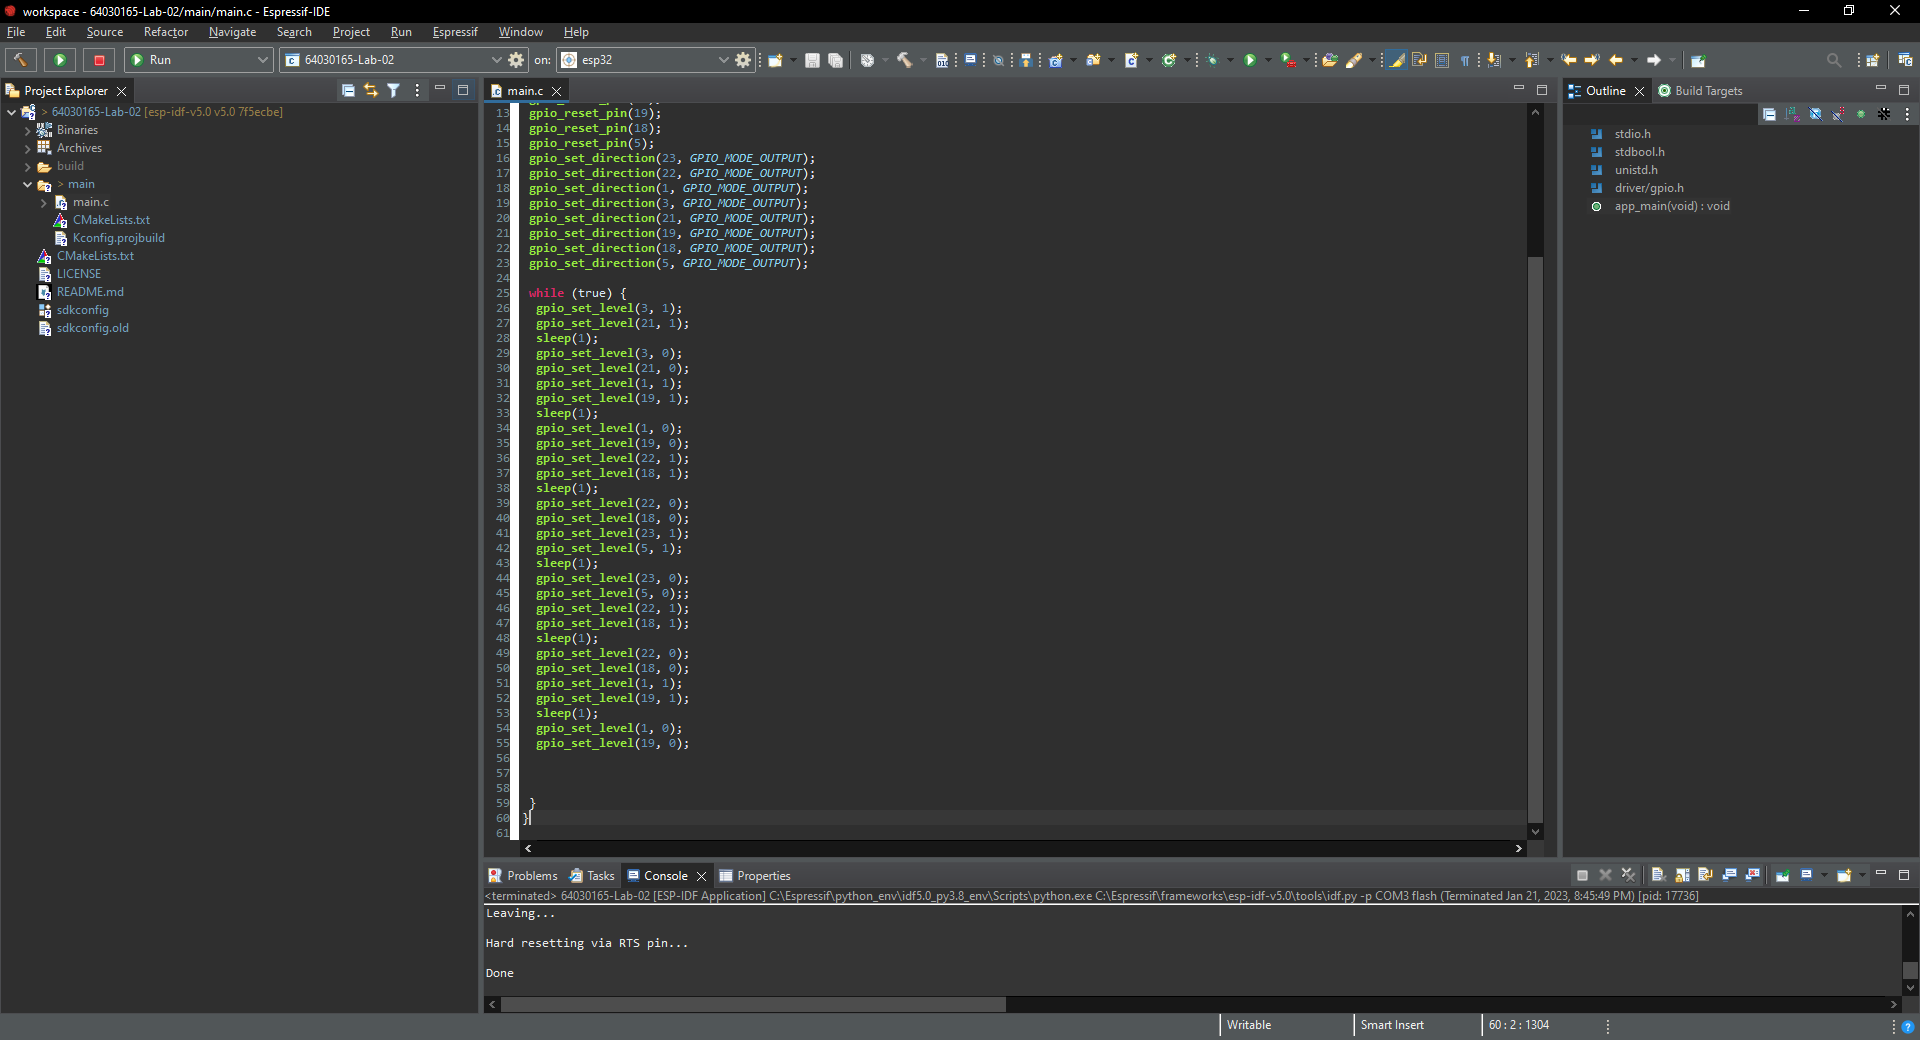 workspace - 64030165-Lab-02/main/main.c - Espressif-IDE
File Edit Source Refactor Navigate Search Project Run Espressif Window Help
Run 64030165-Lab-02 on: esp32
Project Explorer
64030165-Lab-02 [esp-idf-v5.0 v5.0 7f5ecbe]
Binaries
Archives
build
> main
main.c
CMakeLists.txt
Kconfig.projbuild
CMakeLists.txt
LICENSE
README.md
sdkconfig
sdkconfig.old
main.c
13 gpio_reset_pin(19);
14 gpio_reset_pin(18);
15 gpio_reset_pin(5);
16 gpio_set_direction(23, GPIO_MODE_OUTPUT);
17 gpio_set_direction(22, GPIO_MODE_OUTPUT);
18 gpio_set_direction(1, GPIO_MODE_OUTPUT);
19 gpio_set_direction(3, GPIO_MODE_OUTPUT);
20 gpio_set_direction(21, GPIO_MODE_OUTPUT);
21 gpio_set_direction(19, GPIO_MODE_OUTPUT);
22 gpio_set_direction(18, GPIO_MODE_OUTPUT);
23 gpio_set_direction(5, GPIO_MODE_OUTPUT);
24
25 while (true) {
26 gpio_set_level(3, 1);
27 gpio_set_level(21, 1);
28 sleep(1);
29 gpio_set_level(3, 0);
30 gpio_set_level(21, 0);
31 gpio_set_level(1, 1);
32 gpio_set_level(19, 1);
33 sleep(1);
34 gpio_set_level(1, 0);
35 gpio_set_level(19, 0);
36 gpio_set_level(22, 1);
37 gpio_set_level(18, 1);
38 sleep(1);
39 gpio_set_level(22, 0);
40 gpio_set_level(18, 0);
41 gpio_set_level(23, 1);
42 gpio_set_level(5, 1);
43 sleep(1);
44 gpio_set_level(23, 0);
45 gpio_set_level(5, 0);;
46 gpio_set_level(22, 1);
47 gpio_set_level(18, 1);
48 sleep(1);
49 gpio_set_level(22, 0);
50 gpio_set_level(18, 0);
51 gpio_set_level(1, 1);
52 gpio_set_level(19, 1);
53 sleep(1);
54 gpio_set_level(1, 0);
55 gpio_set_level(19, 0);
56
57
58
59 }
60 }
61
Outline Build Targets
stdio.h
stdbool.h
unistd.h
driver/gpio.h
app_main(void) : void
Problems Tasks Console Properties
<terminated> 64030165-Lab-02 [ESP-IDF Application] C:\Espressif\python_env\idf5.0_py3.8_env\Scripts\python.exe C:\Espressif\frameworks\esp-idf-v5.0\tools\idf.py -p COM3 flash (Terminated Jan 21, 2023, 8:45:49 PM) [pid: 17736]
Leaving...
Hard resetting via RTS pin...
Done
Writable Smart Insert 60 : 2 : 1304